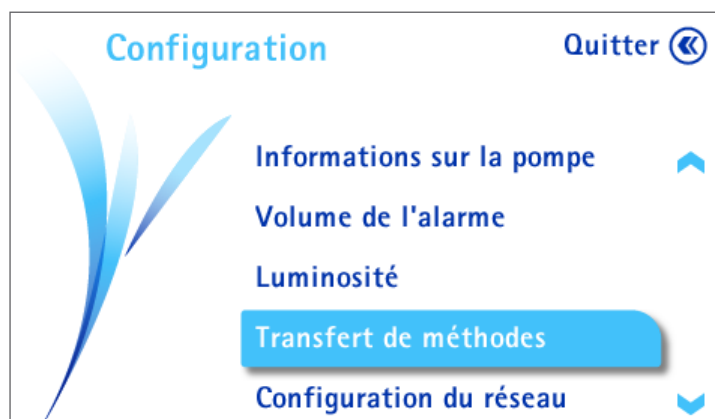 Configuration
Quitter
Informations sur la pompe
Volume de l'alarme
Luminosité
Transfert de méthodes
Configuration du réseau